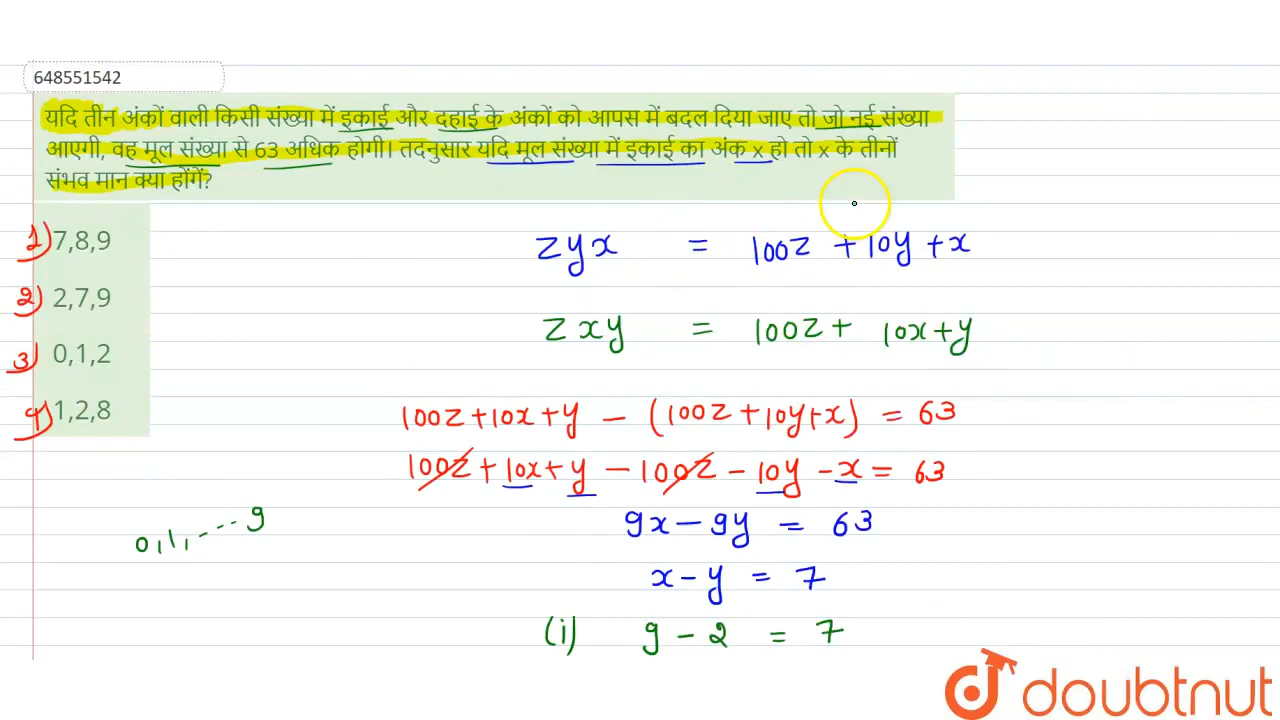 648551542
यदि तीन अंकों वाली किसी संख्या में इकाई और दहाई के अंकों को आपस में बदल दिया जाए तो जो नई संख्या
आएगी, वह मूल संख्या से 63 अधिक होगी। तदनुसार यदि मूल संख्या में इकाई का अंक x हो तो x के तीनों
संभव मान क्या होंगें?
1) 7,8,9
2) 2,7,9
3) 0,1,2
4) 1,2,8
zyx = 100z + 10y + x
zxy = 100z + 10x + y
100z + 10x + y - (100z + 10y + x) = 63
100z + 10x + y - 100z - 10y - x = 63
9x - 9y = 63
0, 1, ... 9
x - y = 7
(i) 9 - 2 = 7
doubtnut